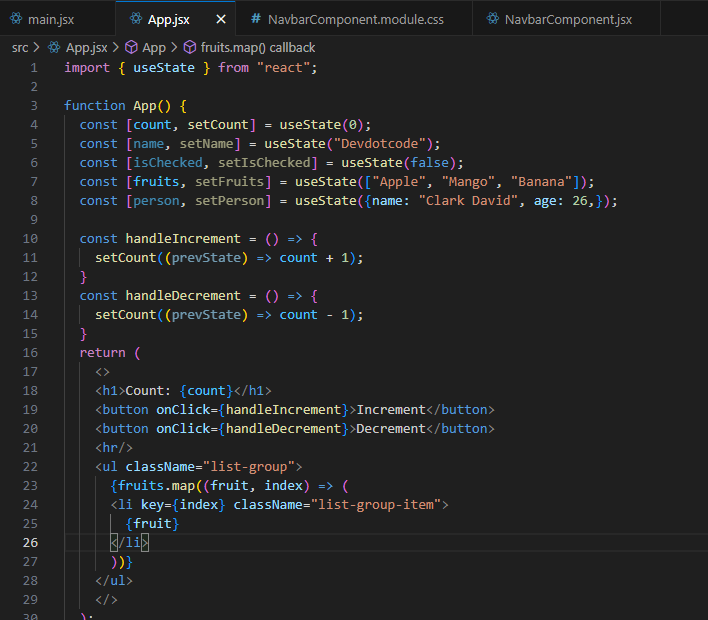 main.jsx App.jsx × # NavbarComponent.module.css NavbarComponent.jsx
src > App.jsx > App > fruits.map() callback
1 import { useState } from "react";
2
3 function App() {
4 const [count, setCount] = useState(0);
5 const [name, setName] = useState("Devdotcode");
6 const [isChecked, setIsChecked] = useState(false);
7 const [fruits, setFruits] = useState(["Apple", "Mango", "Banana"]);
8 const [person, setPerson] = useState({name: "Clark David", age: 26,});
9
10 const handleIncrement = () => {
11 setCount((prevState) => count + 1);
12 }
13 const handleDecrement = () => {
14 setCount((prevState) => count - 1);
15 }
16 return (
17 <>
18 <h1>Count: {count}</h1>
19 <button onClick={handleIncrement}>Increment</button>
20 <button onClick={handleDecrement}>Decrement</button>
21 <hr/>
22 <ul className="list-group">
23 {fruits.map((fruit, index) => (
24 <li key={index} className="list-group-item">
25 {fruit}
26 </li>
27 ))}
28 </ul>
29 </>
30 );